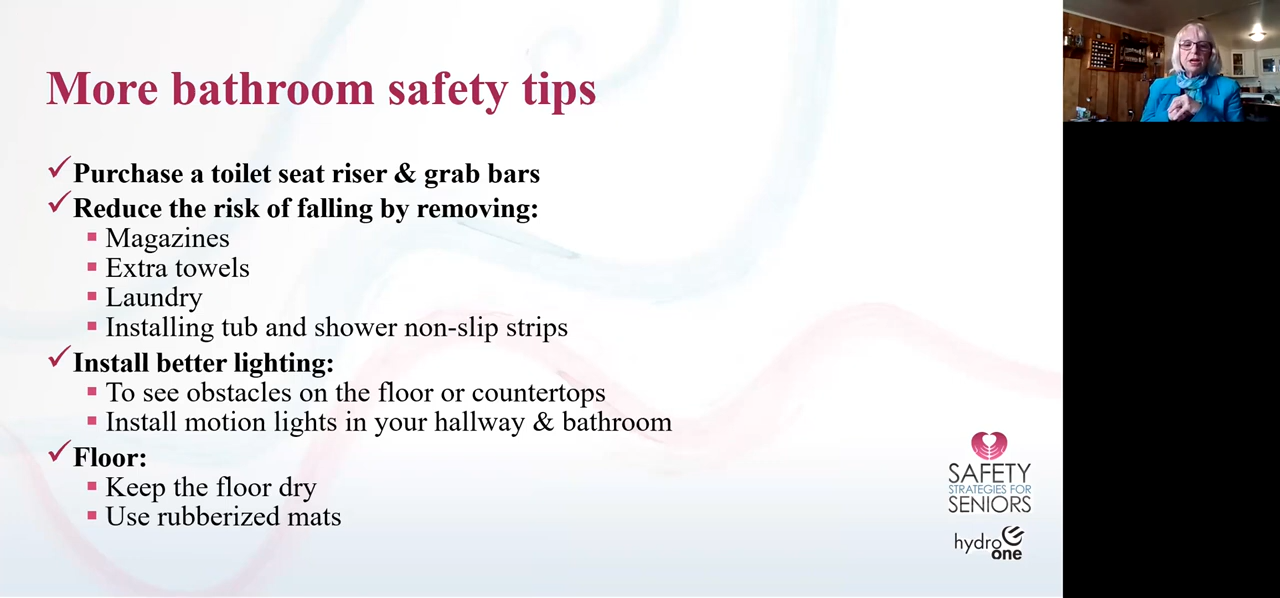 More bathroom safety tips
Purchase a toilet seat riser & grab bars
Reduce the risk of falling by removing:
Magazines
Extra towels
Laundry
Installing tub and shower non-slip strips
Install better lighting:
To see obstacles on the floor or countertops
Install motion lights in your hallway & bathroom
Floor:
Keep the floor dry
Use rubberized mats
SAFETY
STRATEGIES FOR
SENIORS
hydro
one